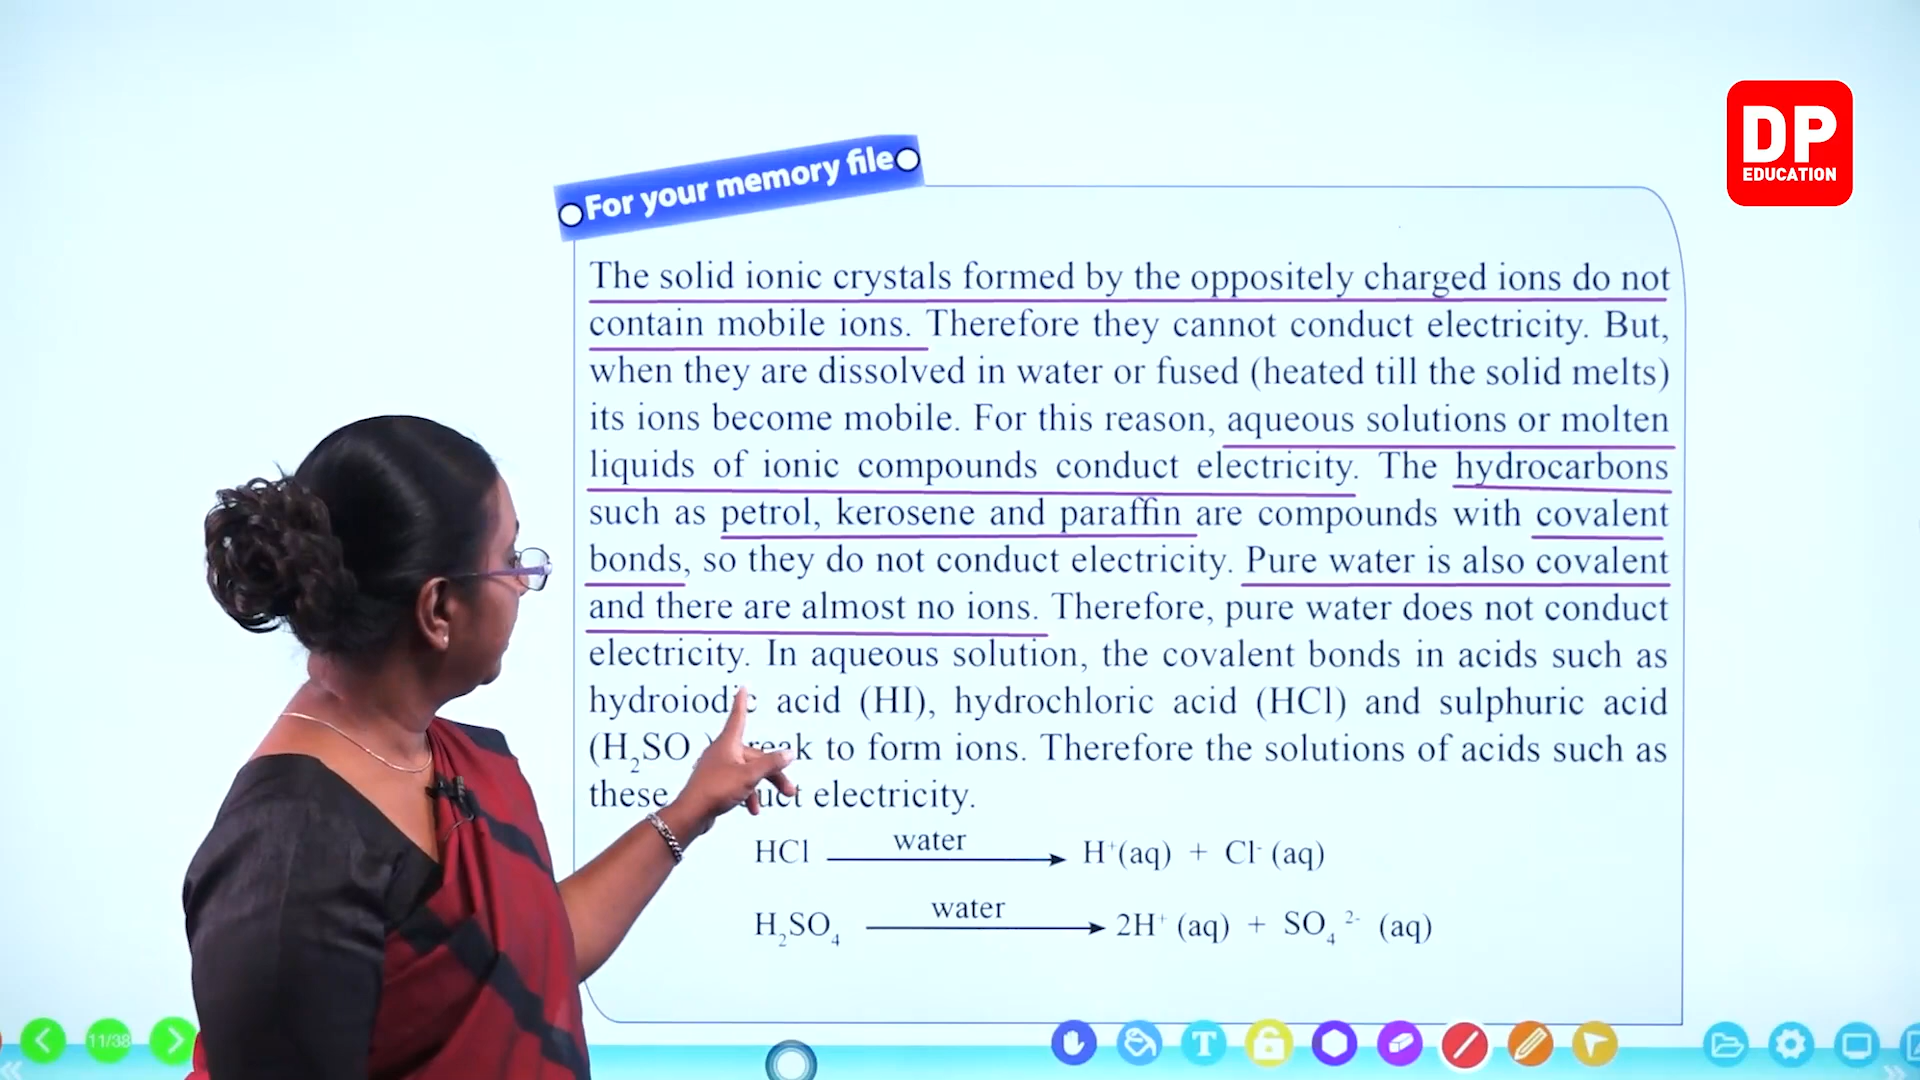 DP
EDUCATION
For your memory file
The solid ionic crystals formed by the oppositely charged ions do not
contain mobile ions. Therefore they cannot conduct electricity. But,
when they are dissolved in water or fused (heated till the solid melts)
its ions become mobile. For this reason, aqueous solutions or molten
liquids of ionic compounds conduct electricity. The hydrocarbons
such as petrol, kerosene and paraffin are compounds with covalent
bonds, so they do not conduct electricity. Pure water is also covalent
and there are almost no ions. Therefore, pure water does not conduct
electricity. In aqueous solution, the covalent bonds in acids such as
hydroiodic acid (HI), hydrochloric acid (HCl) and sulphuric acid
(H₂SO to form ions. Therefore the solutions of acids such as
these electricity.
HCl water → H⁺(aq) + Cl⁻ (aq)
H₂SO₄ water → 2H⁺ (aq) + SO₄²⁻ (aq)
11/38
T